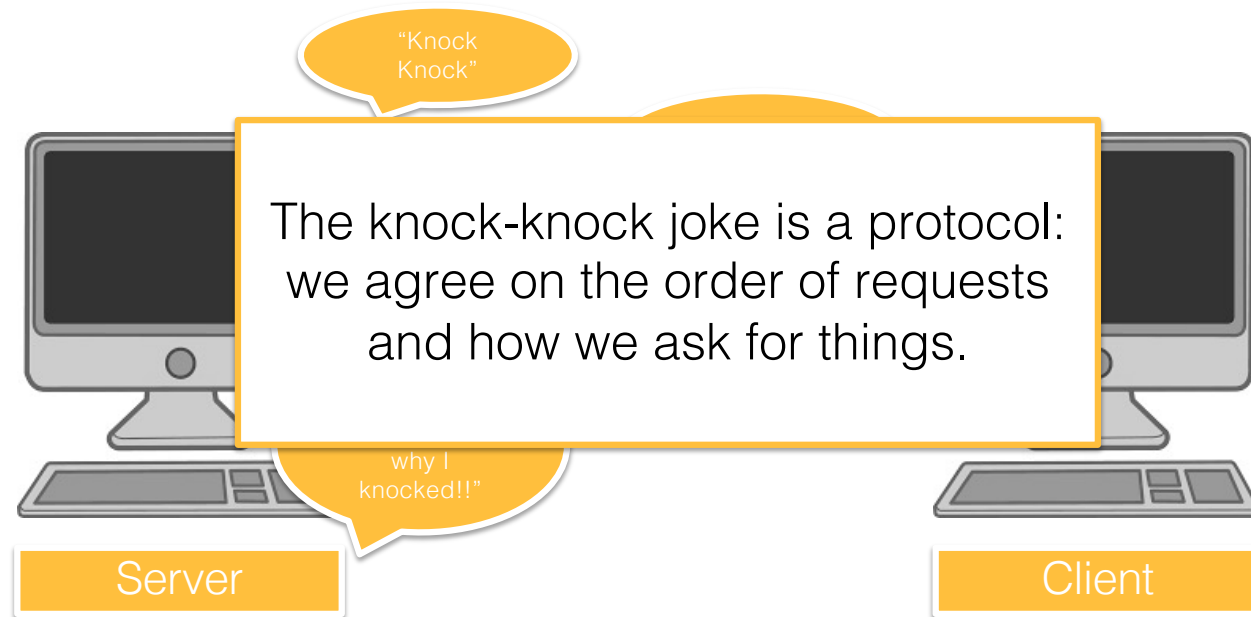 “Knock
Knock”
The knock-knock joke is a protocol:
we agree on the order of requests
and how we ask for things.
why I
knocked!!”
Server
Client